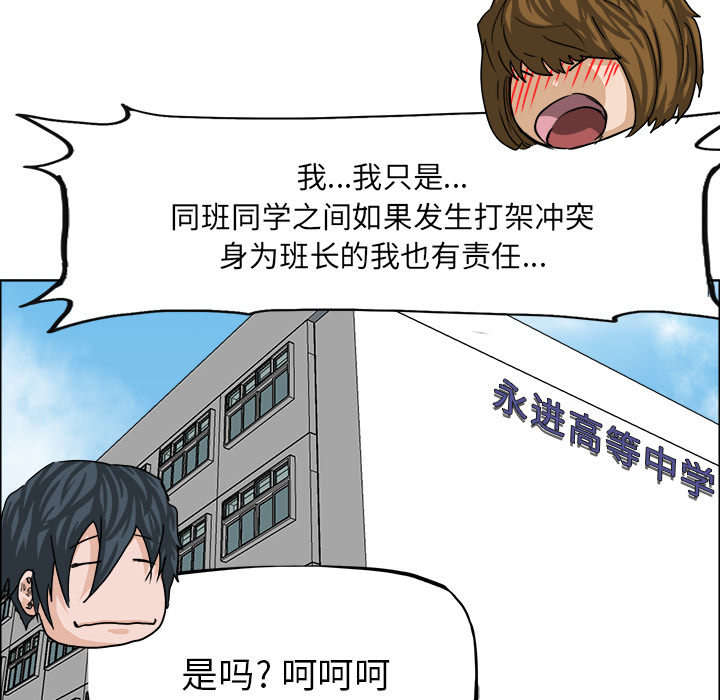 我...我只是...
同班同学之间如果发生打架冲突
身为班长的我也有责任...
永进高等中学
是吗? 呵呵呵